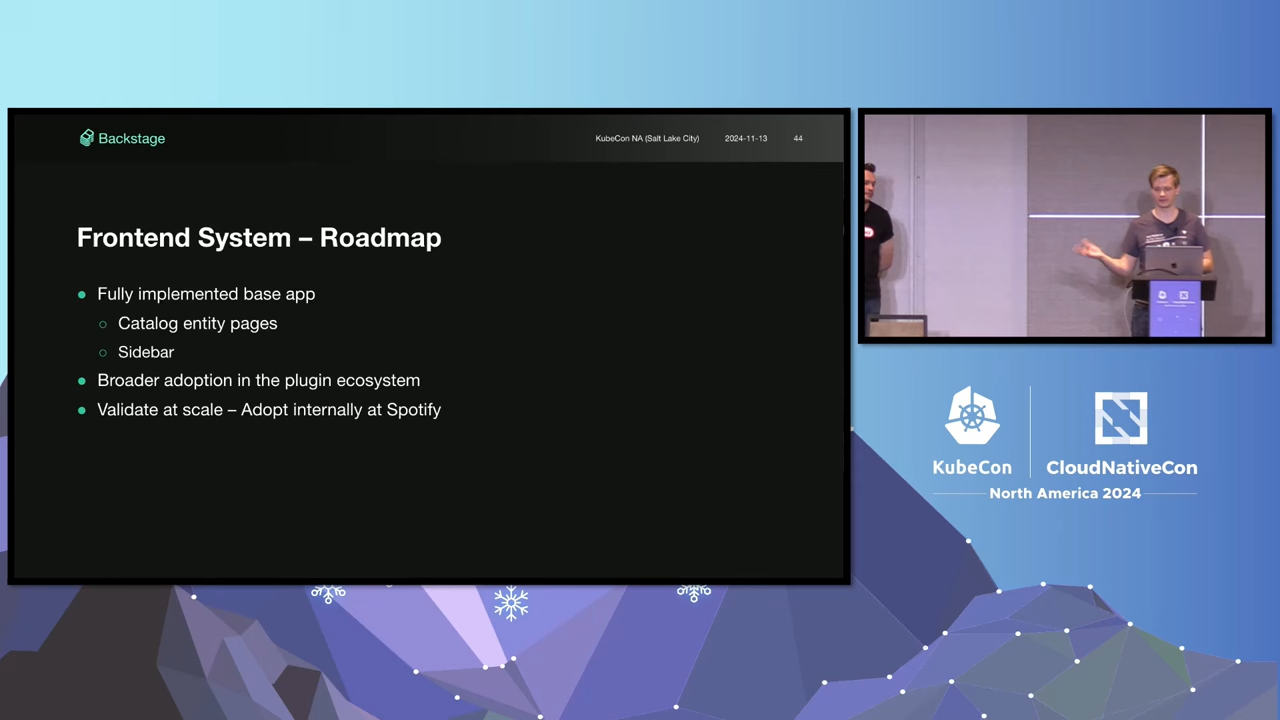 Backstage
KubeCon NA (Salt Lake City) 2024-11-13 44
Frontend System – Roadmap
Fully implemented base app
Catalog entity pages
Sidebar
Broader adoption in the plugin ecosystem
Validate at scale – Adopt internally at Spotify
KubeCon CloudNativeCon
North America 2024